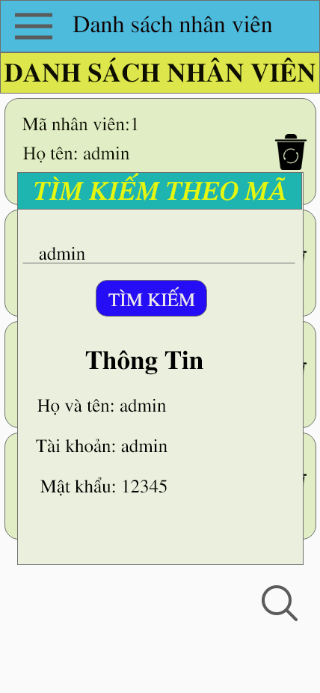 Danh sách nhân viên
DANH SÁCH NHÂN VIÊN
Mã nhân viên:1
Họ tên: admin
TÌM KIẾM THEO MÃ
admin
TÌM KIẾM
Thông Tin
Họ và tên: admin
Tài khoản: admin
Mật khẩu: 12345